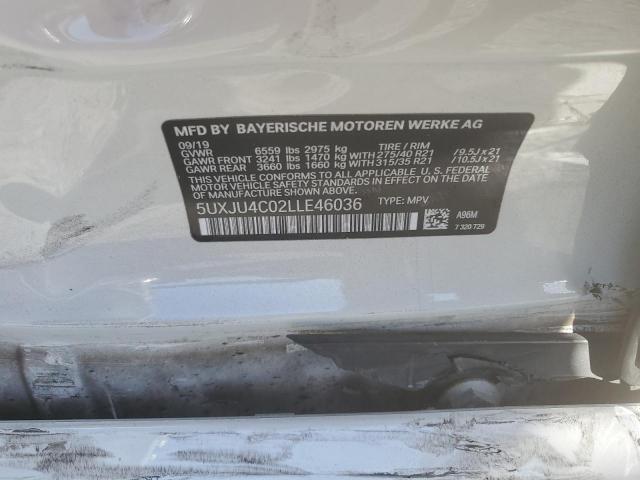 MFD BY BAYERISCHE MOTOREN WERKE AG
09/19
GVWR 6559 lbs 2975 kg TIRE / RIM
GAWR FRONT 3241 lbs 1470 kg WITH 275/40 R21 / 9.5J x 21
GAWR REAR 3660 lbs 1660 kg WITH 315/35 R21 / 10.5J x 21
THIS VEHICLE CONFORMS TO ALL APPLICABLE U.S. FEDERAL
MOTOR VEHICLE SAFETY STANDARDS IN EFFECT
ON THE DATE OF MANUFACTURE SHOWN ABOVE.
5UXJU4C02LLE46036 TYPE: MPV
A96M
7 320 729